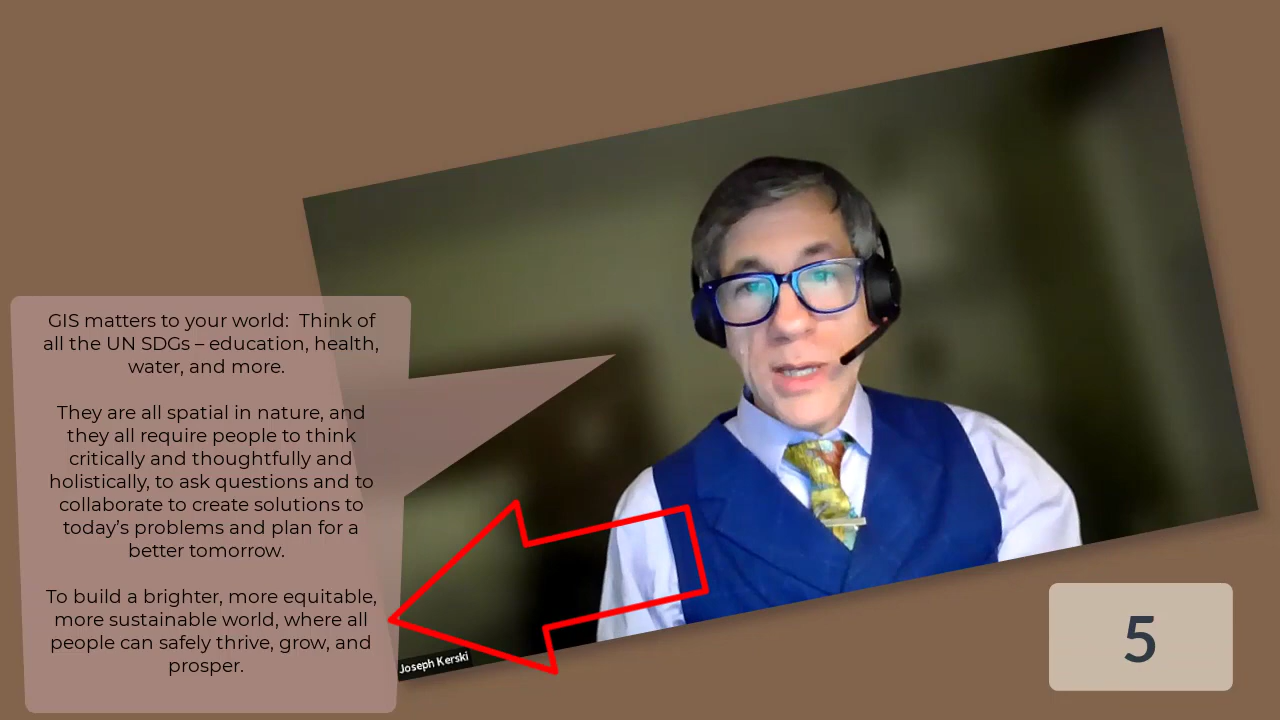 GIS matters to your world:  Think of
all the UN SDGs – education, health,
water, and more.
They are all spatial in nature, and
they all require people to think
critically and thoughtfully and
holistically, to ask questions and to
collaborate to create solutions to
today’s problems and plan for a
better tomorrow.
To build a brighter, more equitable,
more sustainable world, where all
people can safely thrive, grow, and
prosper.
Joseph Kerski
5